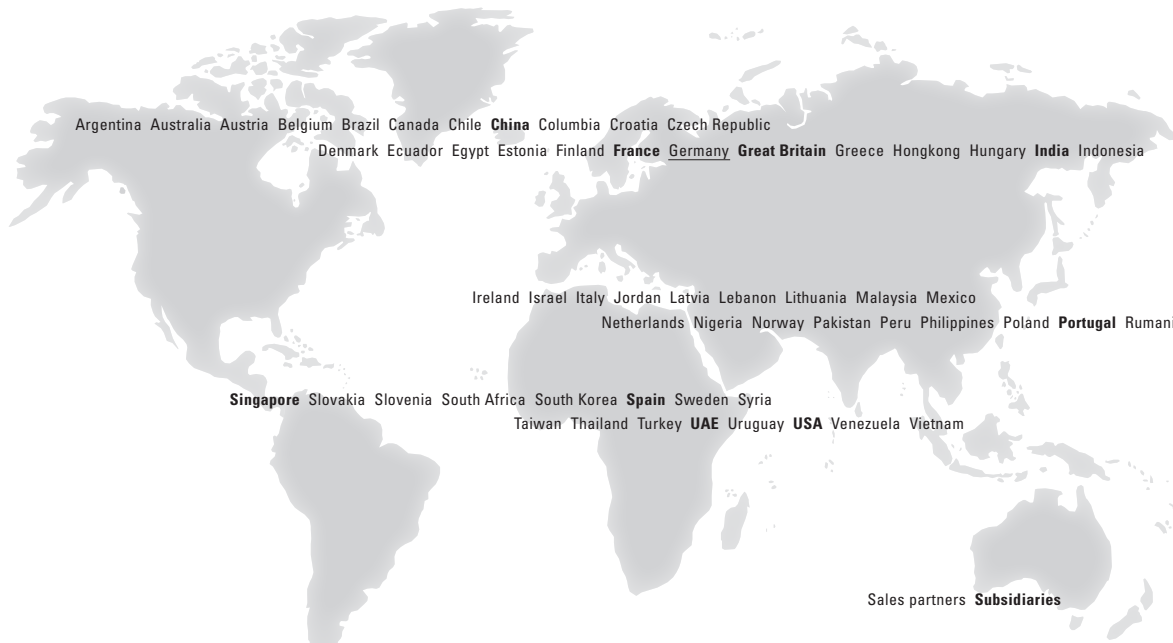 Argentina Australia Austria Belgium Brazil Canada Chile China Columbia Croatia Czech Republic
Denmark Ecuador Egypt Estonia Finland France Germany Great Britain Greece Hongkong Hungary India Indonesia
Ireland Israel Italy Jordan Latvia Lebanon Lithuania Malaysia Mexico
Netherlands Nigeria Norway Pakistan Peru Philippines Poland Portugal Rumani
Singapore Slovakia Slovenia South Africa South Korea Spain Sweden Syria
Taiwan Thailand Turkey UAE Uruguay USA Venezuela Vietnam
Sales partners Subsidiaries